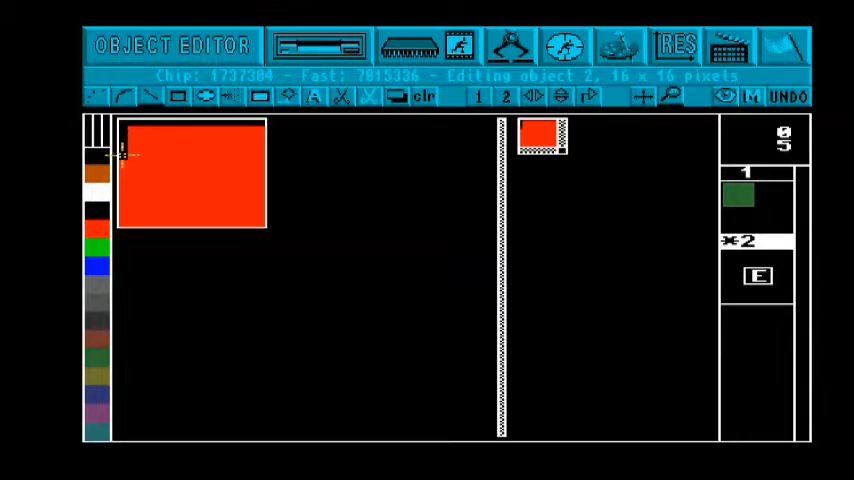 OBJECT EDITOR
RES
Chip: 1737304 - Fast: 7015336 - Editing object 2, 16 x 16 pixels
A clr 1 2 M UNDO
0
5
1
*2
E